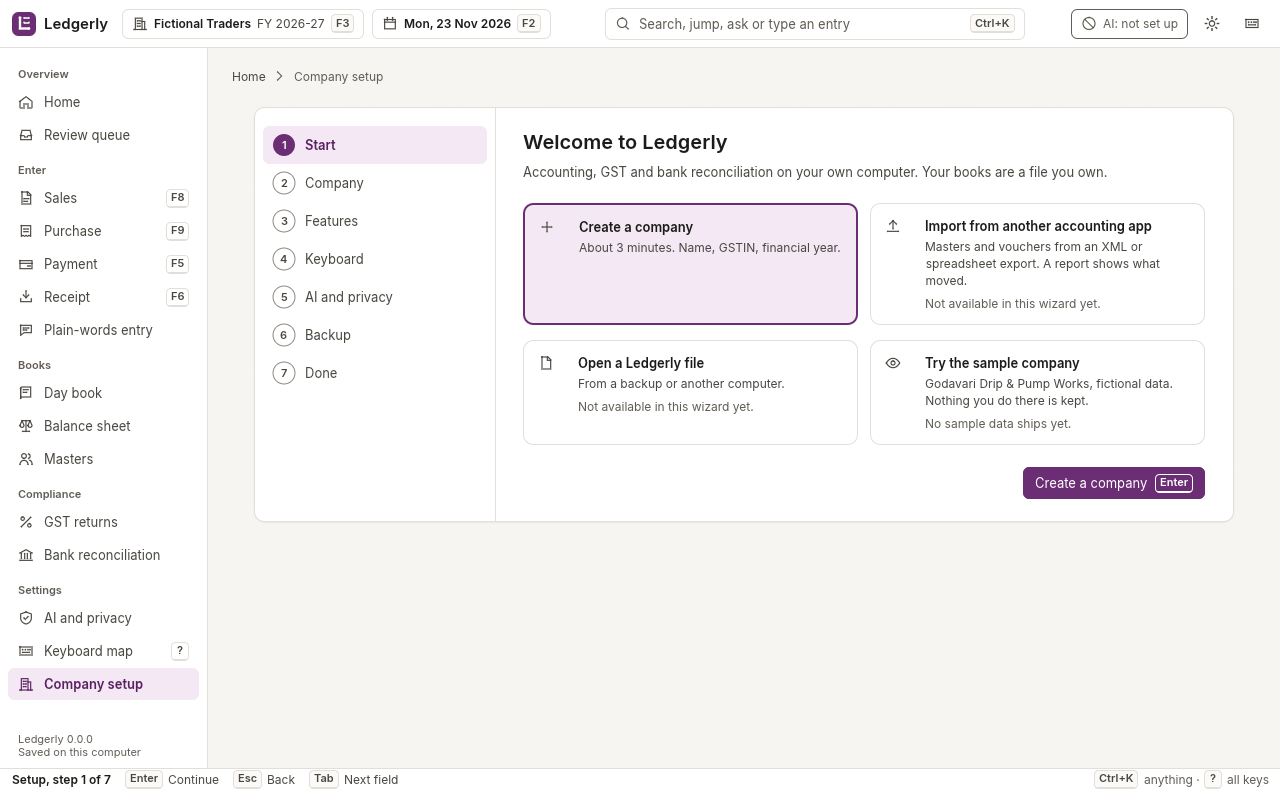 Ledgerly
Fictional Traders FY 2026-27 F3
Mon, 23 Nov 2026 F2
Search, jump, ask or type an entry Ctrl+K
AI: not set up
Overview
Home
Review queue
Enter
Sales F8
Purchase F9
Payment F5
Receipt F6
Plain-words entry
Books
Day book
Balance sheet
Masters
Compliance
GST returns
Bank reconciliation
Settings
AI and privacy
Keyboard map ?
Company setup
Ledgerly 0.0.0
Saved on this computer
Home > Company setup
1 Start
2 Company
3 Features
4 Keyboard
5 AI and privacy
6 Backup
7 Done
Welcome to Ledgerly
Accounting, GST and bank reconciliation on your own computer. Your books are a file you own.
Create a company
About 3 minutes. Name, GSTIN, financial year.
Import from another accounting app
Masters and vouchers from an XML or
spreadsheet export. A report shows what
moved.
Not available in this wizard yet.
Open a Ledgerly file
From a backup or another computer.
Not available in this wizard yet.
Try the sample company
Godavari Drip & Pump Works, fictional data.
Nothing you do there is kept.
No sample data ships yet.
Create a company Enter
Setup, step 1 of 7 Enter Continue Esc Back Tab Next field
Ctrl+K anything · ? all keys